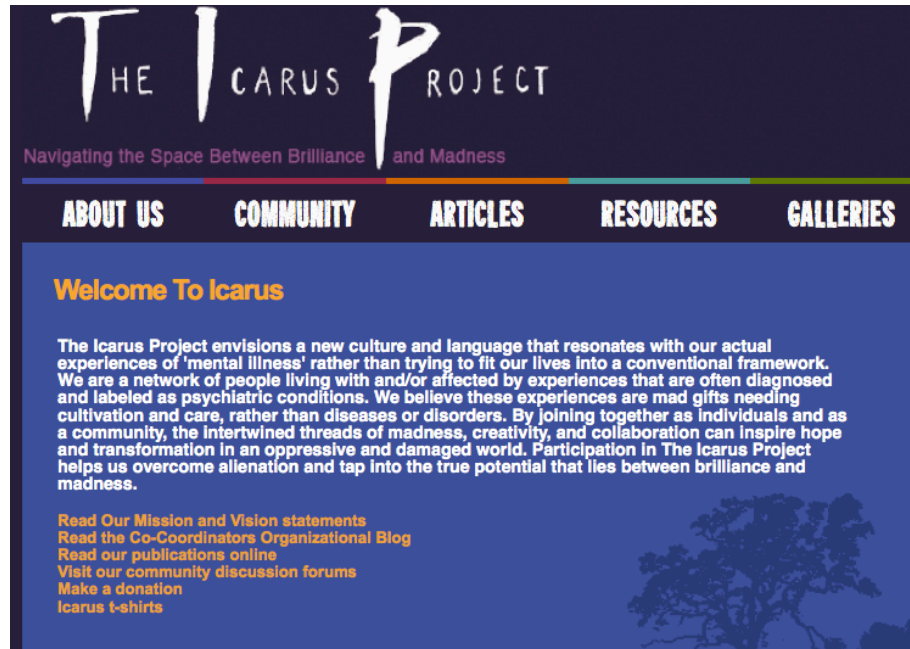 THE ICARUS PROJECT
Navigating the Space Between Brilliance and Madness
ABOUT US COMMUNITY ARTICLES RESOURCES GALLERIES
Welcome To Icarus
The Icarus Project envisions a new culture and language that resonates with our actual
experiences of 'mental illness' rather than trying to fit our lives into a conventional framework.
We are a network of people living with and/or affected by experiences that are often diagnosed
and labeled as psychiatric conditions. We believe these experiences are mad gifts needing
cultivation and care, rather than diseases or disorders. By joining together as individuals and as
a community, the intertwined threads of madness, creativity, and collaboration can inspire hope
and transformation in an oppressive and damaged world. Participation in The Icarus Project
helps us overcome alienation and tap into the true potential that lies between brilliance and
madness.
Read Our Mission and Vision statements
Read the Co-Coordinators Organizational Blog
Read our publications online
Visit our community discussion forums
Make a donation
Icarus t-shirts